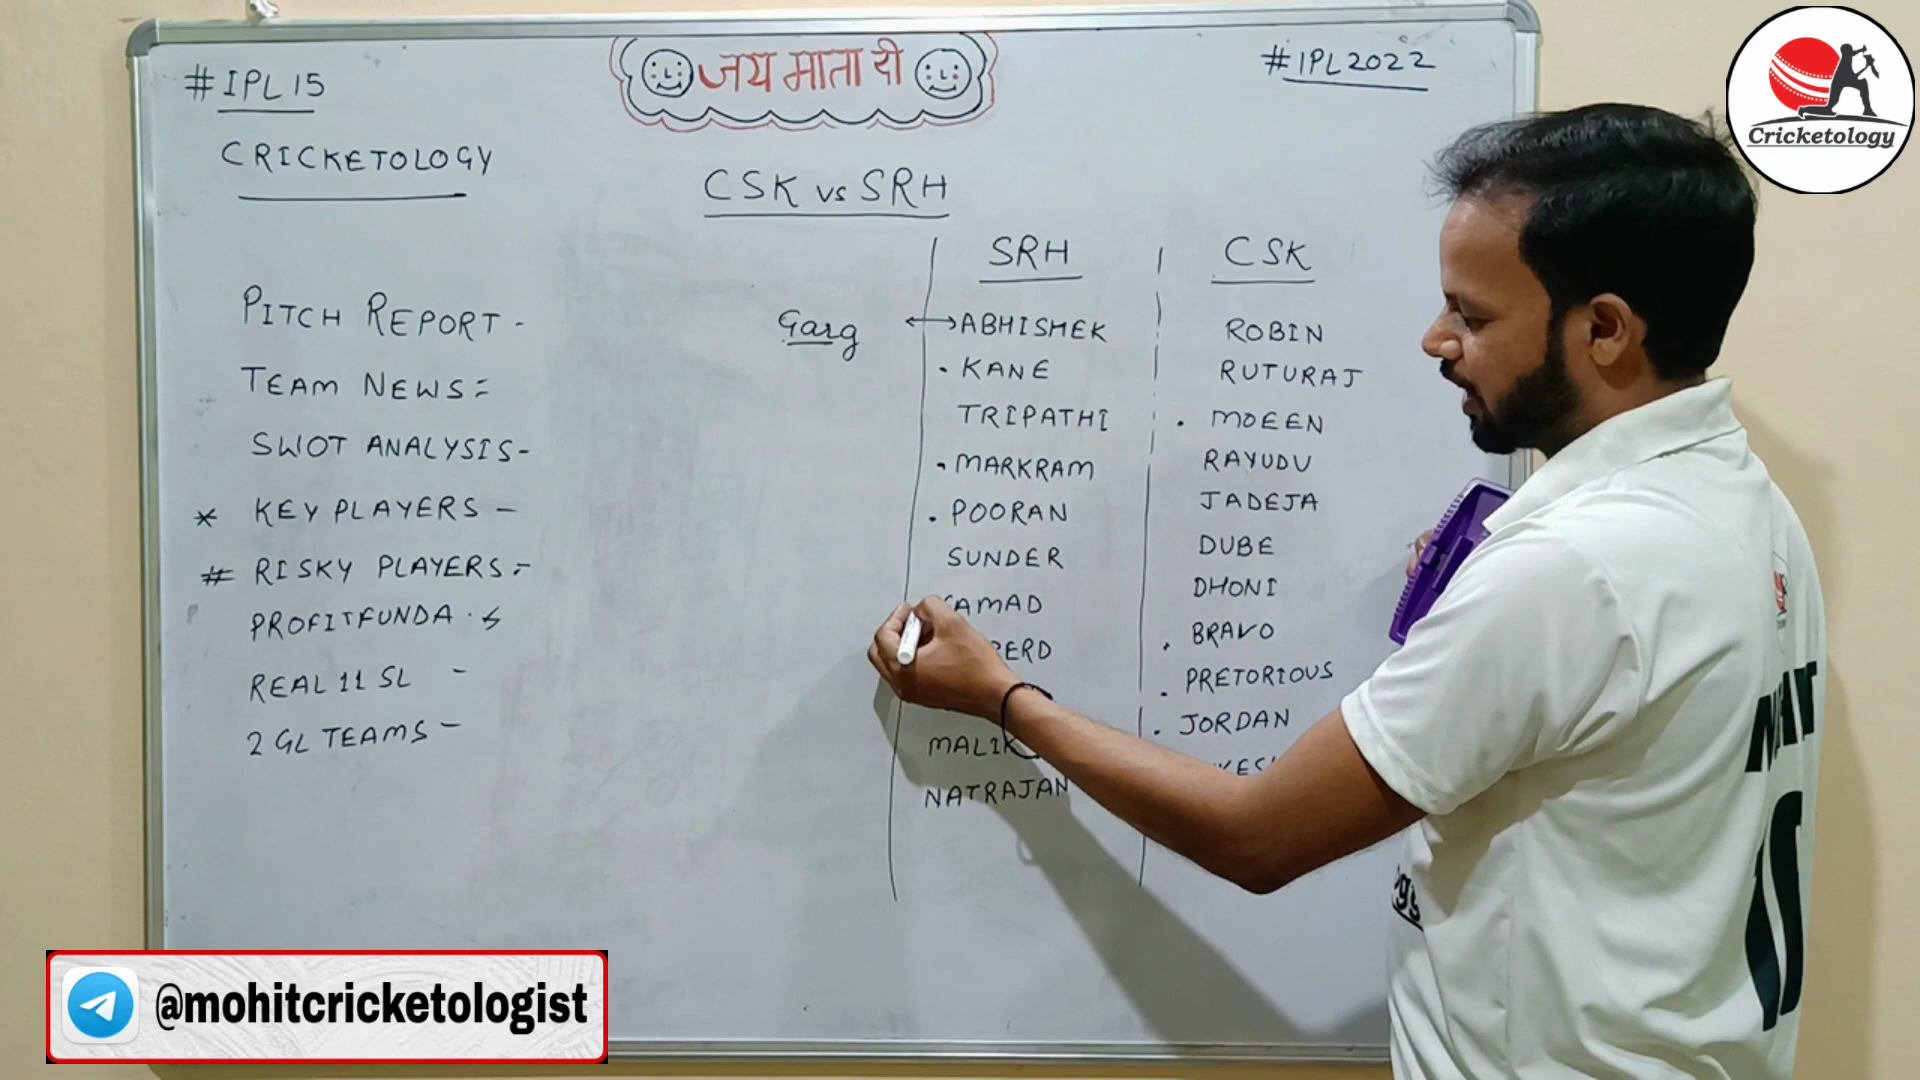 #IPL15
जय माता दी
#IPL2022
Cricketology
CRICKETOLOGY
CSK vs SRH
PITCH REPORT -
TEAM NEWS =
SWOT ANALYSIS -
* KEY PLAYERS -
# RISKY PLAYERS =
PROFITFUNDA
REAL 11 SL -
2 GL TEAMS -
Garg
SRH
ABHISHEK
. KANE
TRIPATHI
. MARKRAM
. POORAN
SUNDER
MALIK
NATRAJAN
CSK
ROBIN
RUTURAJ
. MOEEN
RAYUDU
JADEJA
DUBE
DHONI
. BRAVO
. PRETORIOUS
. JORDAN
@mohitcricketologist